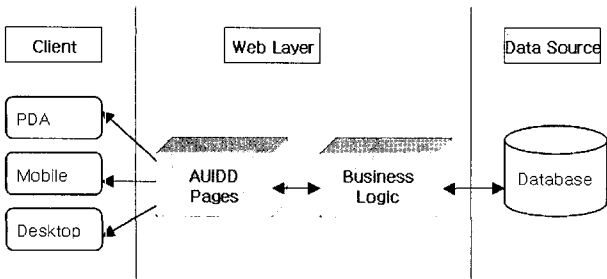 Client
Web Layer
Data Source
PDA
Mobile
Desktop
AUIDD
Pages
Business
Logic
Database